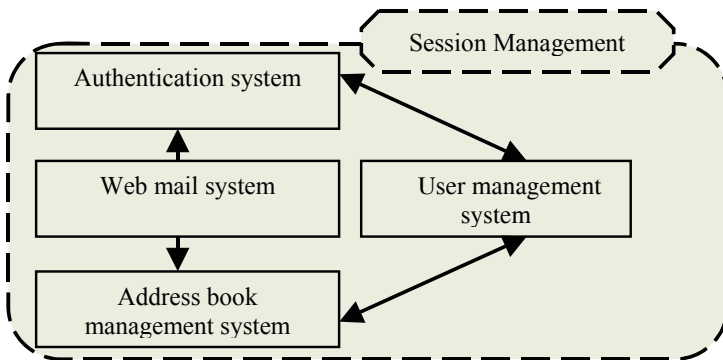 Session Management
Authentication system
Web mail system
User management
system
Address book
management system